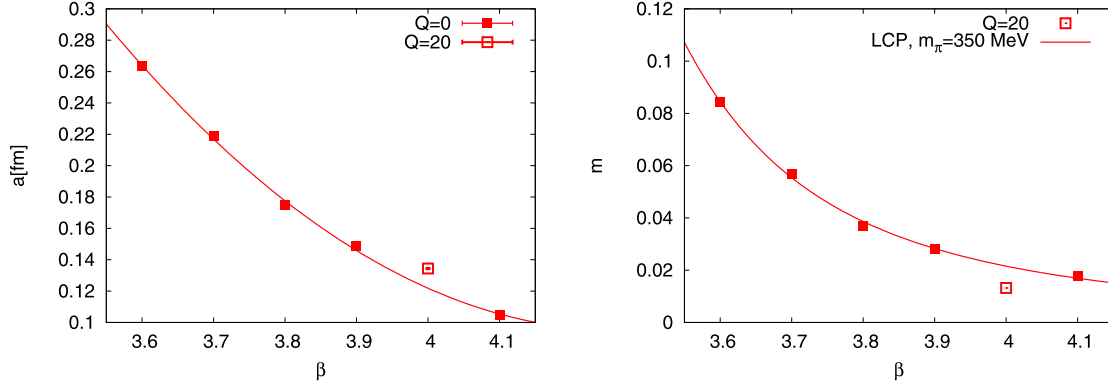 0.3
0.28
0.26
0.24
0.22
0.2
0.18
0.16
0.14
0.12
0.1
a[fm]
Q=0
Q=20
3.6 3.7 3.8 3.9 4 4.1
β
0.12
0.1
0.08
0.06
0.04
0.02
0
m
Q=20
LCP, mπ=350 MeV
3.6 3.7 3.8 3.9 4 4.1
β